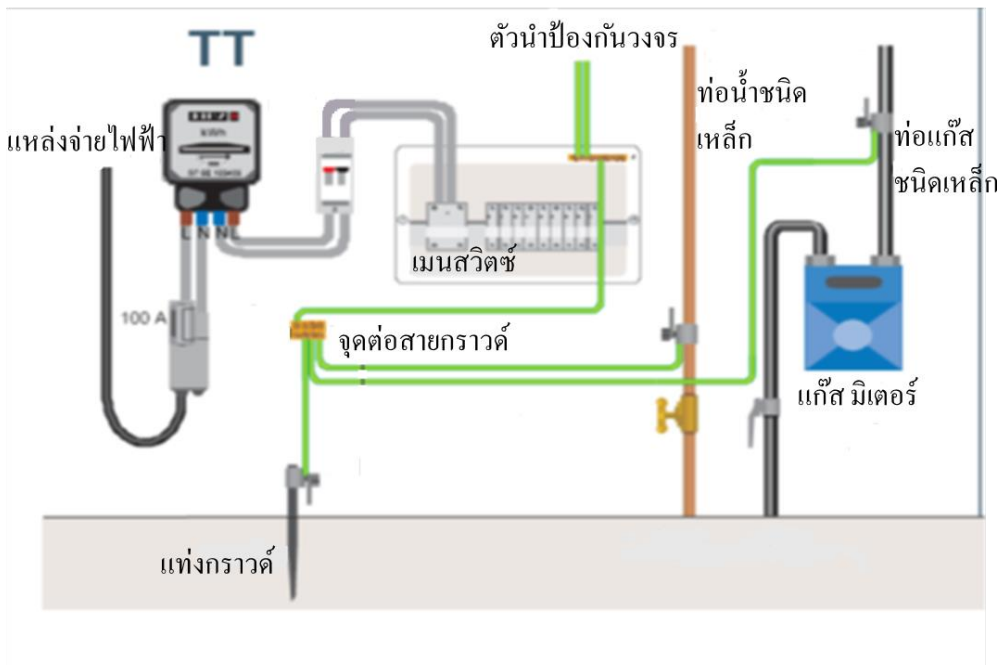 TT
ตัวนำป้องกันวงจร
ท่อน้ำชนิด
เหล็ก
แหล่งจ่ายไฟฟ้า
kWh
ท่อแก๊ส
ชนิดเหล็ก
L N N L
เมนสวิตซ์
100 A
จุดต่อสายกราวด์
แก๊ส มิเตอร์
แท่งกราวด์